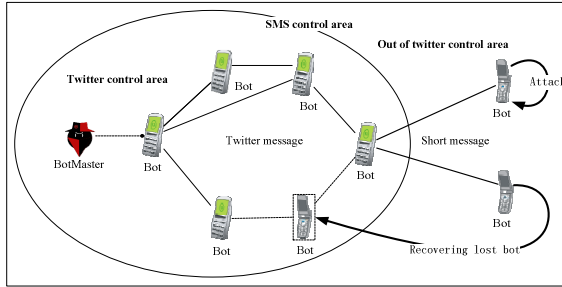 SMS control area
Out of twitter control area
Twitter control area
Bot
Bot
Attack
Bot
BotMaster
Bot
Twitter message
Bot
Short message
Bot
Bot
Bot
Recovering lost bot